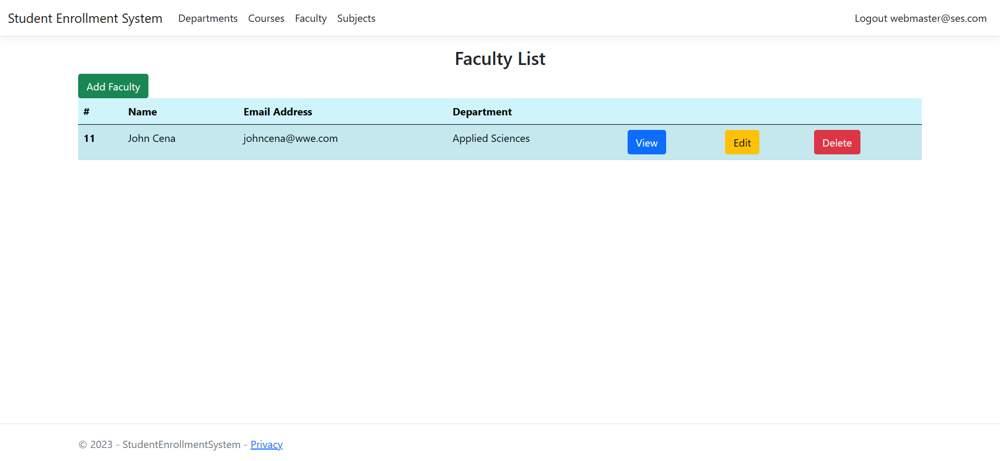 Student Enrollment System Departments Courses Faculty Subjects Logout webmaster@ses.com
Faculty List
Add Faculty
# Name Email Address Department
11 John Cena johncena@wwe.com Applied Sciences View Edit Delete
© 2023 - StudentEnrollmentSystem - Privacy